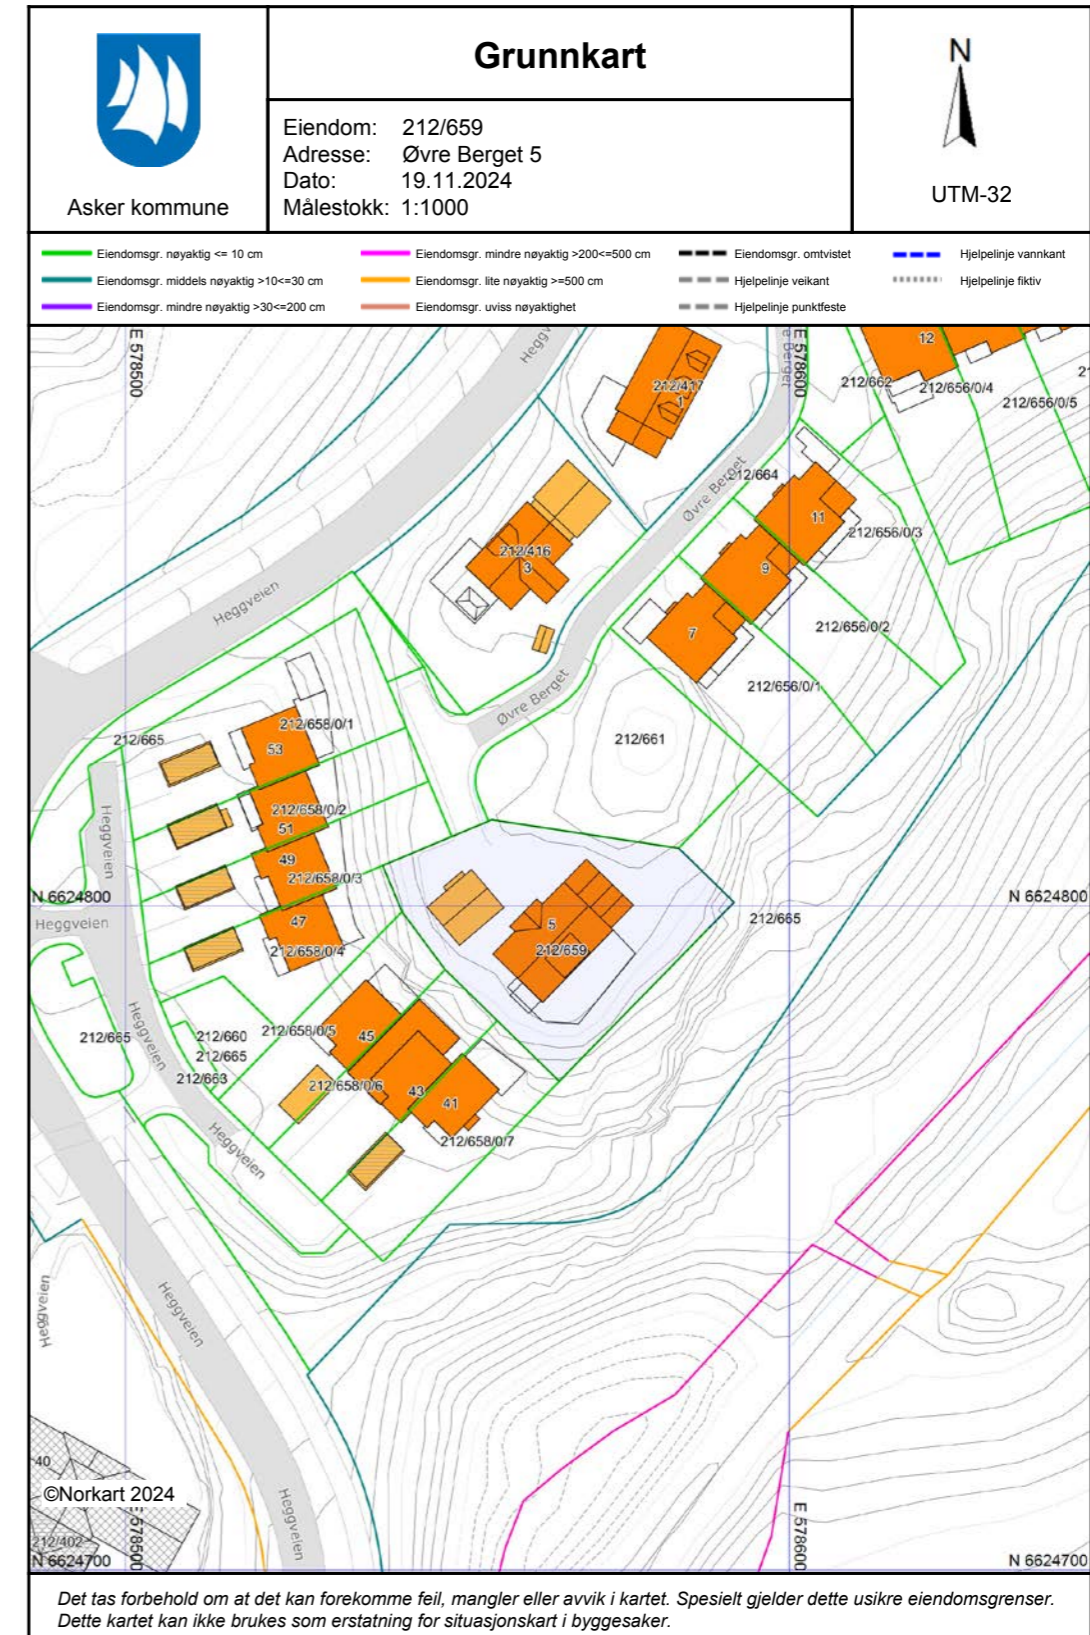 Grunnkart
Asker kommune
Eiendom: 212/659
Adresse: Øvre Berget 5
Dato: 19.11.2024
Målestokk: 1:1000
N
UTM-32
Eiendomsgr. nøyaktig <= 10 cm
Eiendomsgr. middels nøyaktig >10<=30 cm
Eiendomsgr. mindre nøyaktig >30<=200 cm
Eiendomsgr. mindre nøyaktig >200<=500 cm
Eiendomsgr. lite nøyaktig >=500 cm
Eiendomsgr. uviss nøyaktighet
Eiendomsgr. omtvistet
Hjelpelinje veikant
Hjelpelinje punktfeste
Hjelpelinje vannkant
Hjelpelinje fiktiv
E 578500
Heggv
212/417
1
e Berget
E 578600
12
212/662
212/656/0/4
212/656/0/5
21
Øvre Berget
212/664
11
212/656/0/3
212/416
3
9
Heggveien
7
212/656/0/2
212/656/0/1
Øvre Berget
212/661
212/665
212/658/0/1
53
Heggveien
212/658/0/2
51
49
212/658/0/3
N 6624800
N 6624800
Heggveien
47
212/658/0/4
5
212/659
212/665
Heggveien
212/665
212/660
212/665
212/663
212/658/0/5
45
212/658/0/6
43
41
212/658/0/7
Heggveien
Heggveien
Heggveien
40
©Norkart 2024
Heggveien
212/402
E 578500
E 578600
N 6624700
N 6624700
Det tas forbehold om at det kan forekomme feil, mangler eller avvik i kartet. Spesielt gjelder dette usikre eiendomsgrenser.
Dette kartet kan ikke brukes som erstatning for situasjonskart i byggesaker.